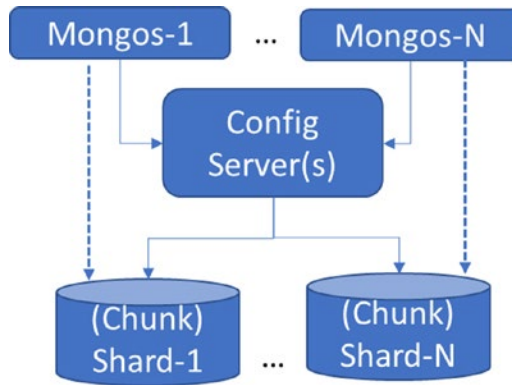 Mongos-1 ... Mongos-N
Config
Server(s)
(Chunk) (Chunk)
Shard-1 ... Shard-N